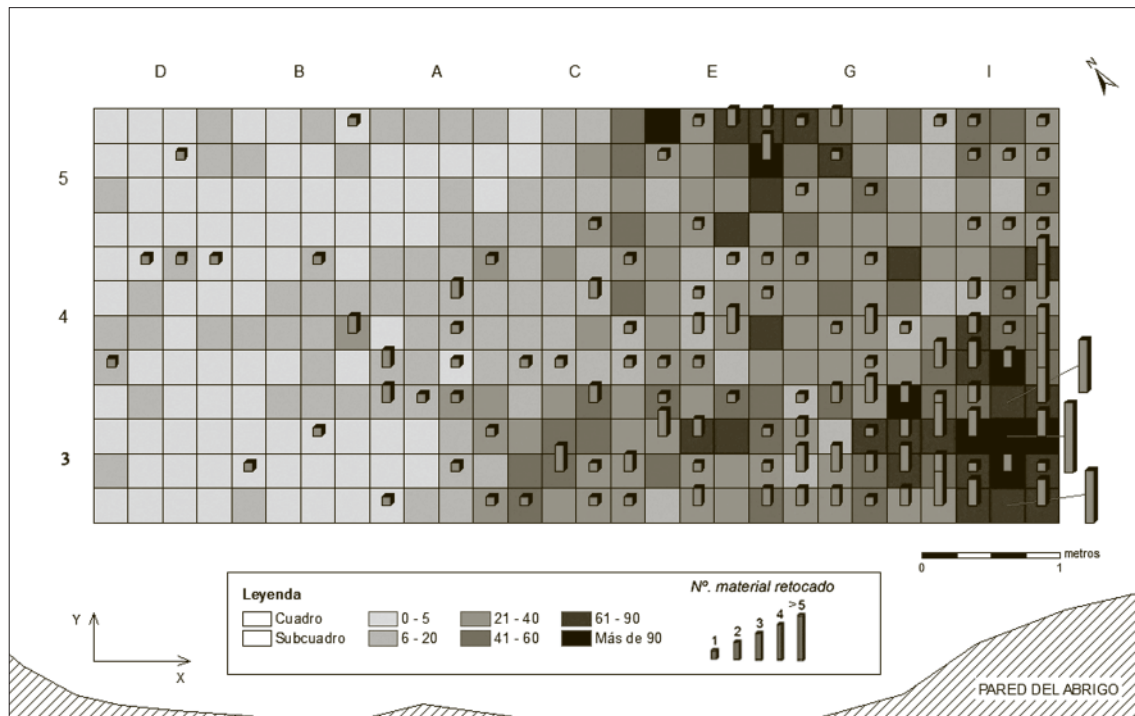 D B A C E G I
N
5
4
3
metros
0 1
Leyenda
Cuadro
Subcuadro
0 - 5
6 - 20
21 - 40
41 - 60
61 - 90
Más de 90
Nº. material retocado
1 2 3 4 >5
Y
X
PARED DEL ABRIGO